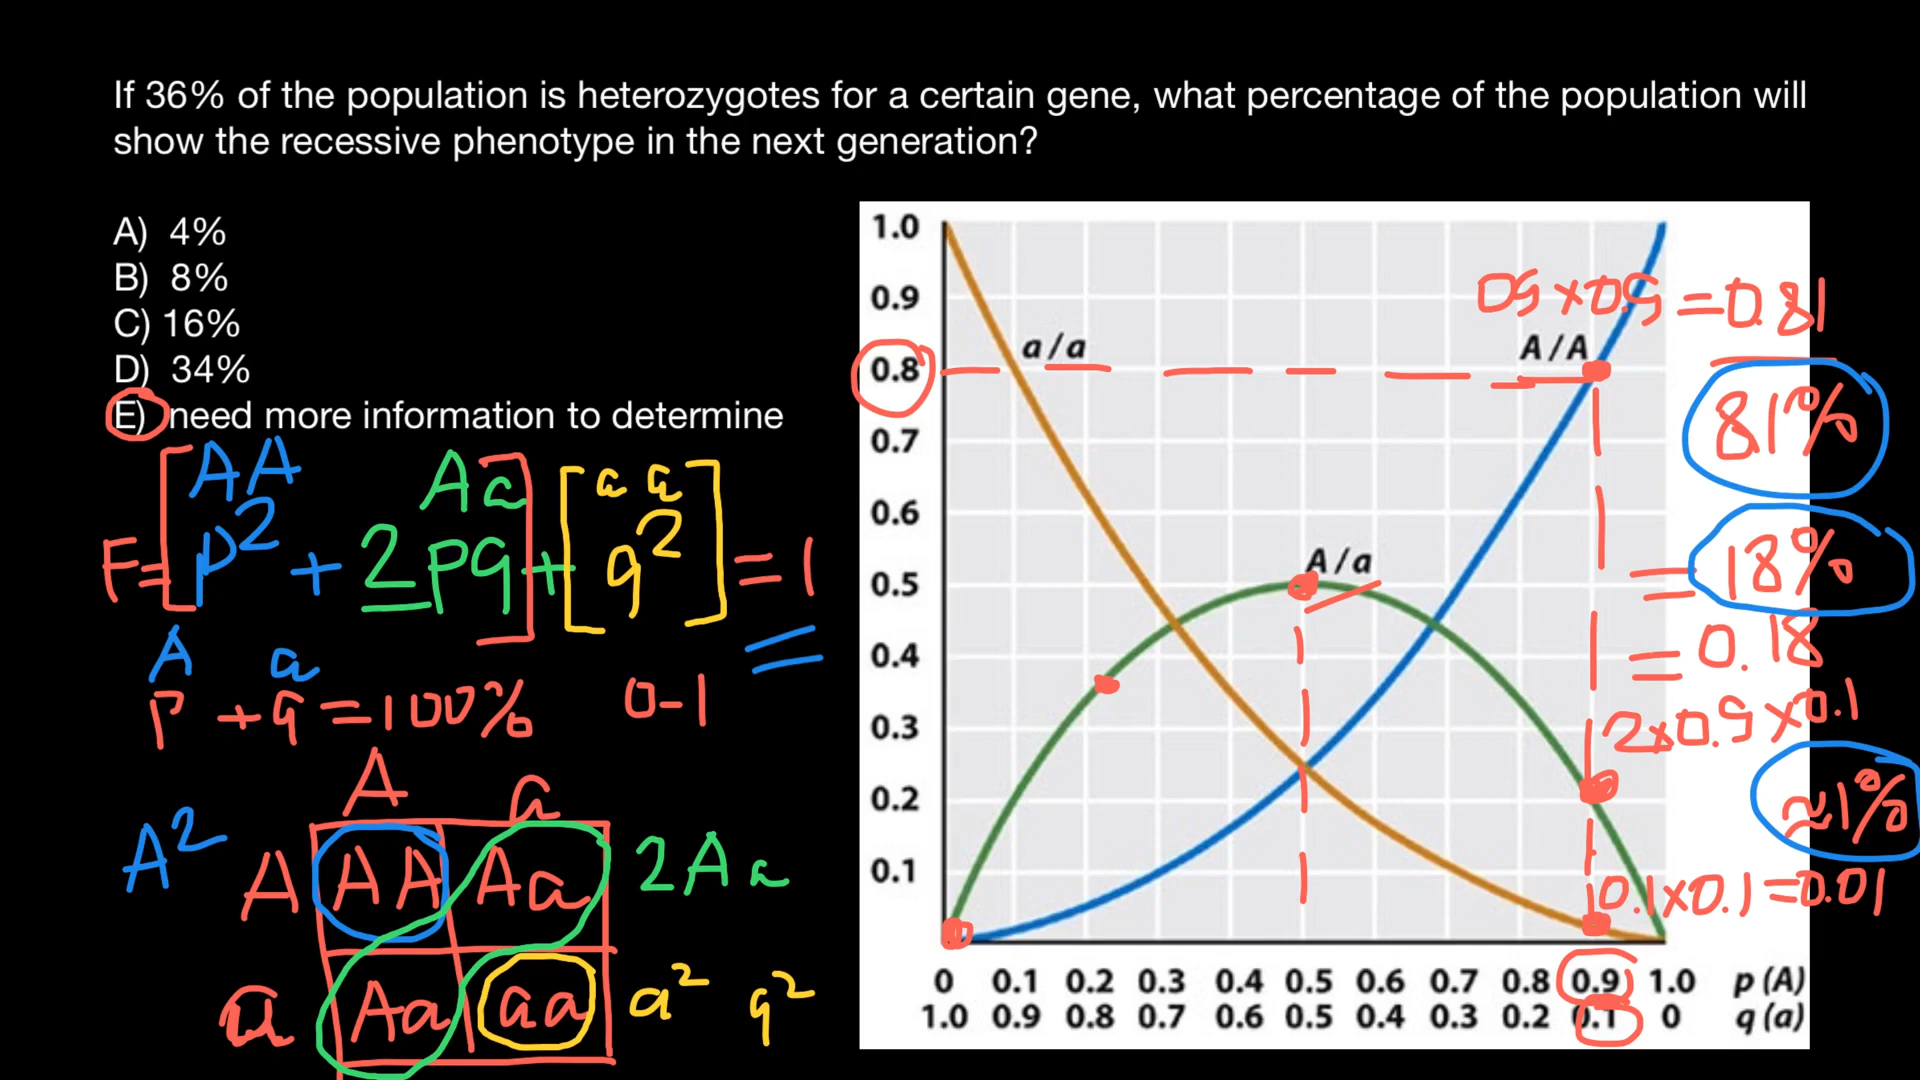 If 36% of the population is heterozygotes for a certain gene, what percentage of the population will
show the recessive phenotype in the next generation?
A) 4%
B) 8%
C) 16%
D) 34%
E) need more information to determine
AA Aa aa
F= p² + 2pq + q² = 1
A a
p + q = 100% 0-1
A a
A² A AA Aa 2Aa
a Aa aa a² q²
1.0
0.9
0.8
0.7
0.6
0.5
0.4
0.3
0.2
0.1
a/a
A/A
A/a
0.9 x 0.9 = 0.81
81%
= 18%
= 0.18
2x0.9x0.1
≈1%
0.1x0.1=0.01
0 0.1 0.2 0.3 0.4 0.5 0.6 0.7 0.8 0.9 1.0 p (A)
1.0 0.9 0.8 0.7 0.6 0.5 0.4 0.3 0.2 0.1 0 q (a)